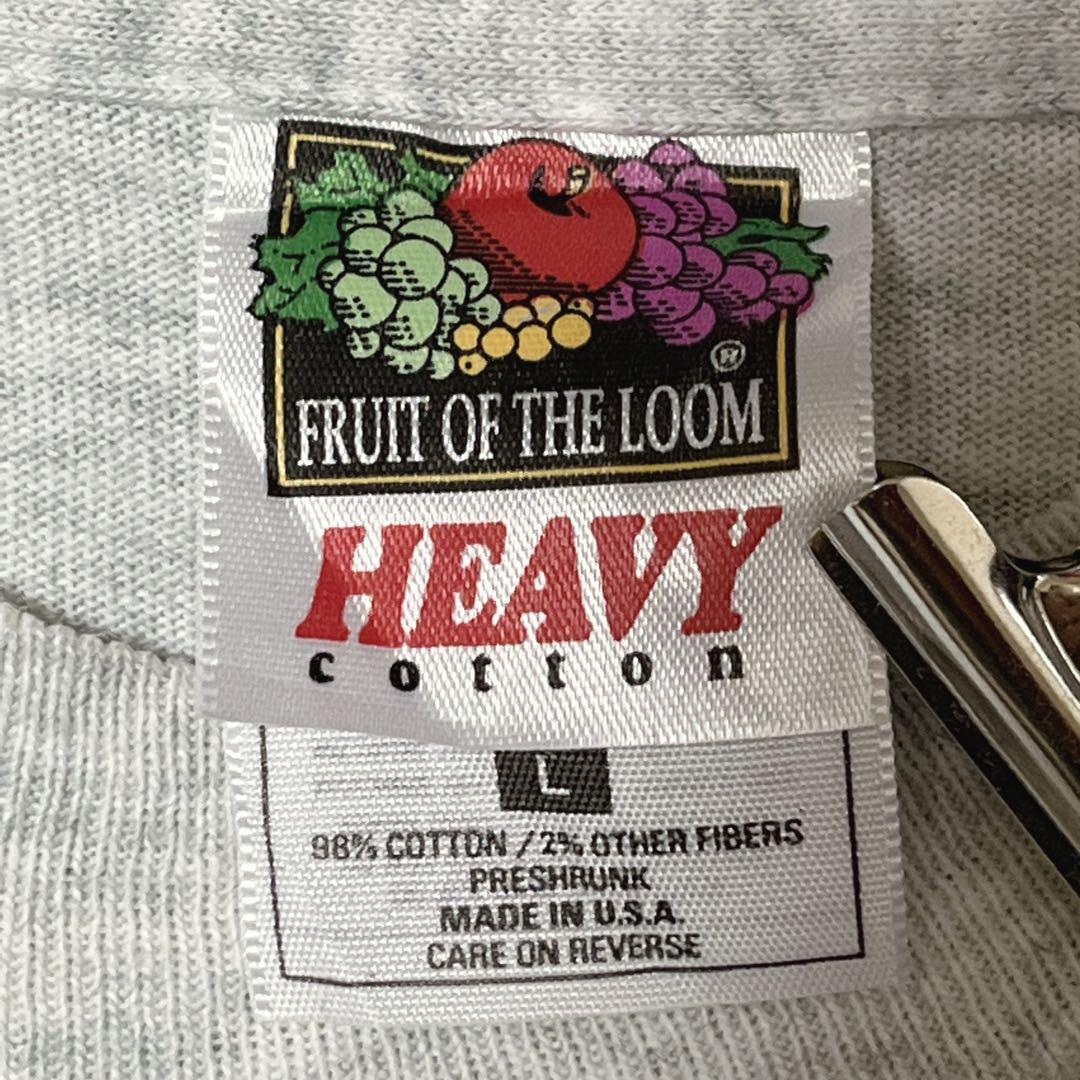 ®
FRUIT OF THE LOOM
HEAVY
cotton
L
98% COTTON / 2% OTHER FIBERS
PRESHRUNK
MADE IN U.S.A.
CARE ON REVERSE